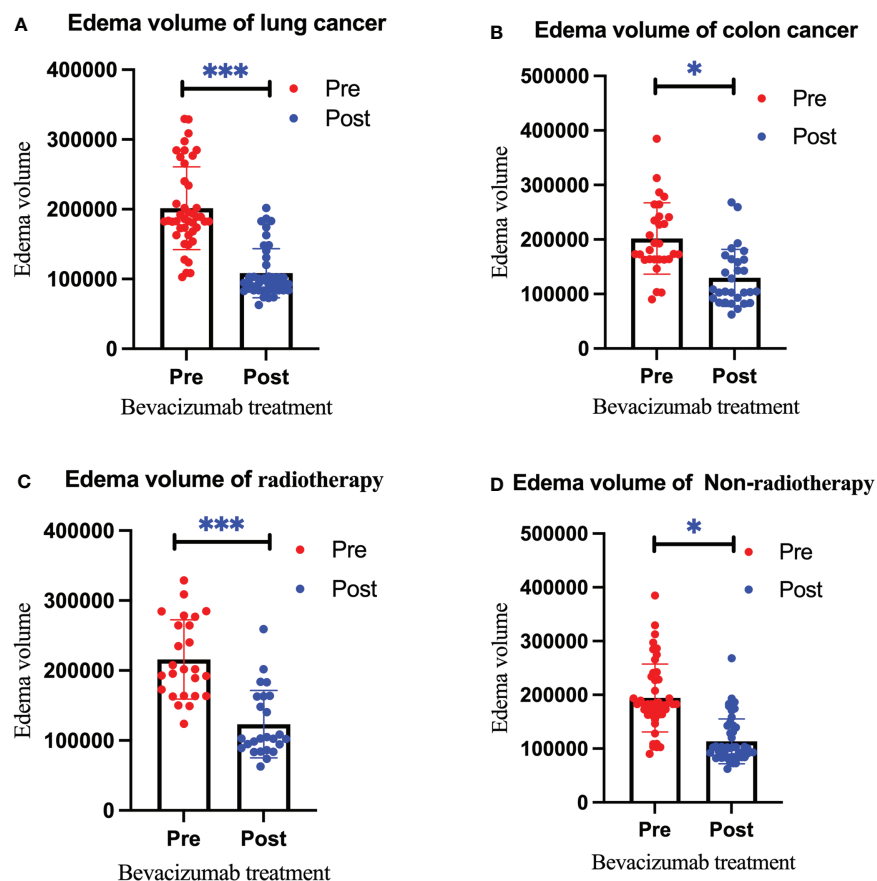 A Edema volume of lung cancer
***
Pre
Post
400000
300000
200000
100000
0
Edema volume
Pre Post
Bevacizumab treatment
B Edema volume of colon cancer
*
Pre
Post
500000
400000
300000
200000
100000
0
Edema volume
Pre Post
Bevacizumab treatment
C Edema volume of radiotherapy
***
Pre
Post
400000
300000
200000
100000
0
Edema volume
Pre Post
Bevacizumab treatment
D Edema volume of Non-radiotherapy
*
Pre
Post
500000
400000
300000
200000
100000
0
Edema volume
Pre Post
Bevacizumab treatment